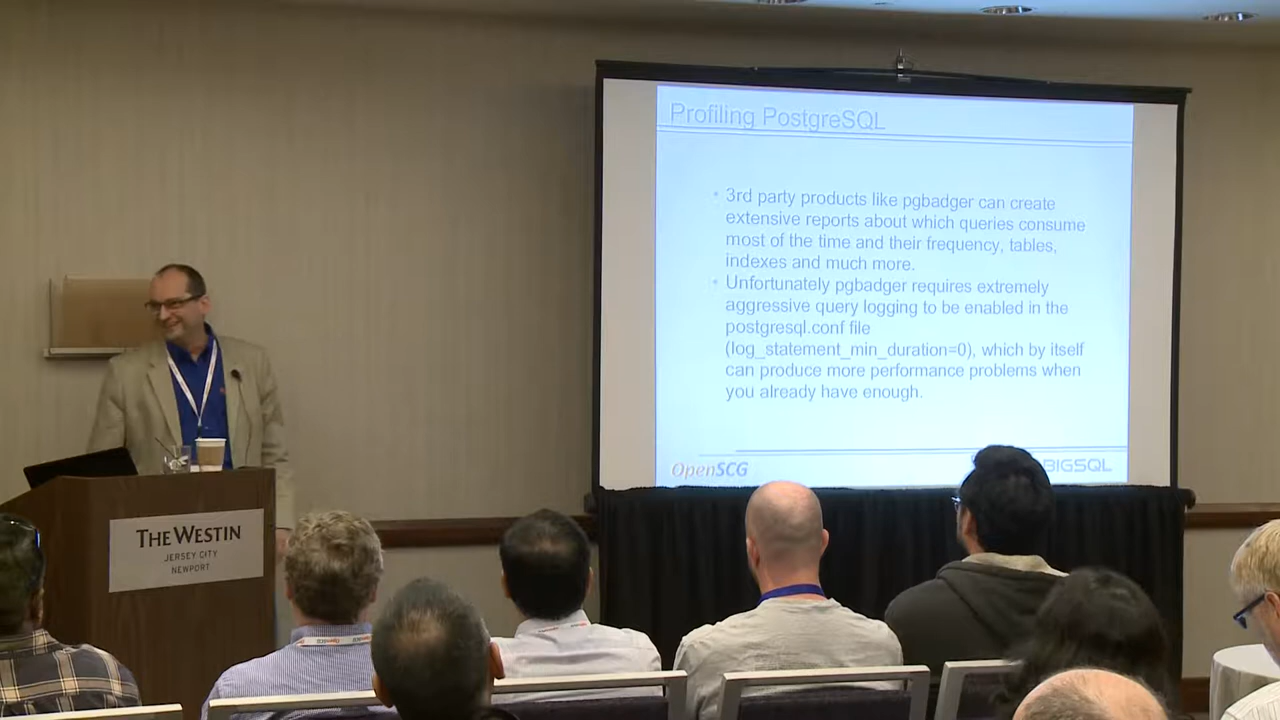 Profiling PostgreSQL
3rd party products like pgbadger can create
extensive reports about which queries consume
most of the time and their frequency, tables,
indexes and much more.
Unfortunately pgbadger requires extremely
aggressive query logging to be enabled in the
postgresql.conf file
(log_statement_min_duration=0), which by itself
can produce more performance problems when
you already have enough.
OpenSCG
BIGSQL
THE WESTIN
JERSEY CITY
NEWPORT